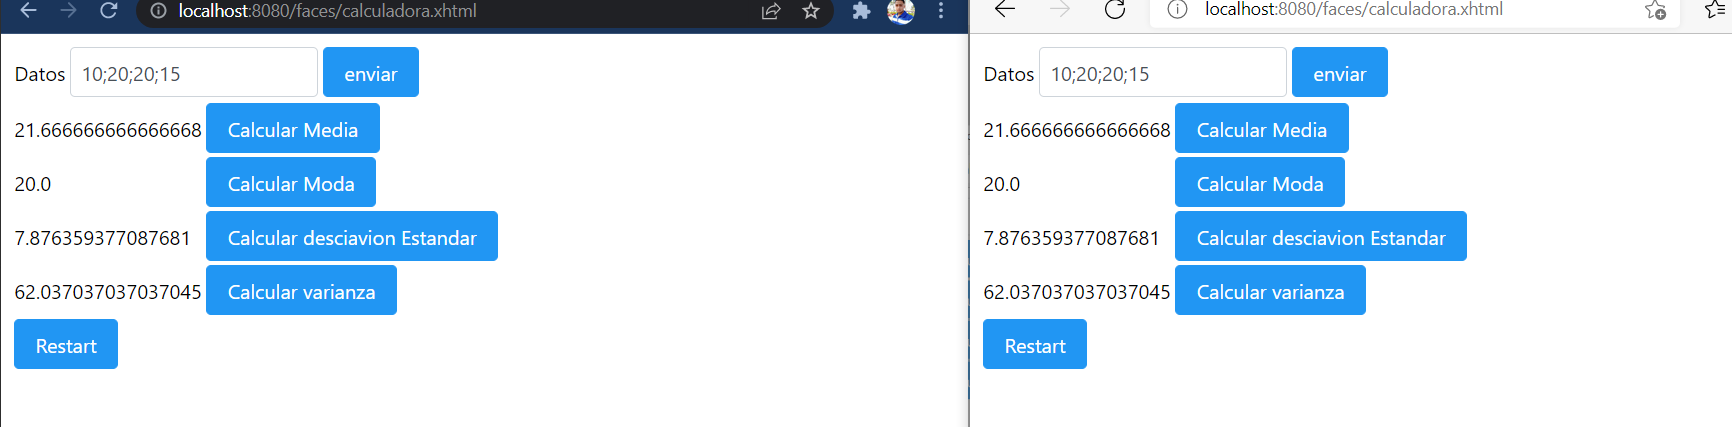 localhost:8080/faces/calculadora.xhtml
Datos 10;20;20;15 enviar
21.666666666666668 Calcular Media
20.0 Calcular Moda
7.876359377087681 Calcular desciavion Estandar
62.037037037037045 Calcular varianza
Restart
localhost:8080/faces/calculadora.xhtml
Datos 10;20;20;15 enviar
21.666666666666668 Calcular Media
20.0 Calcular Moda
7.876359377087681 Calcular desciavion Estandar
62.037037037037045 Calcular varianza
Restart